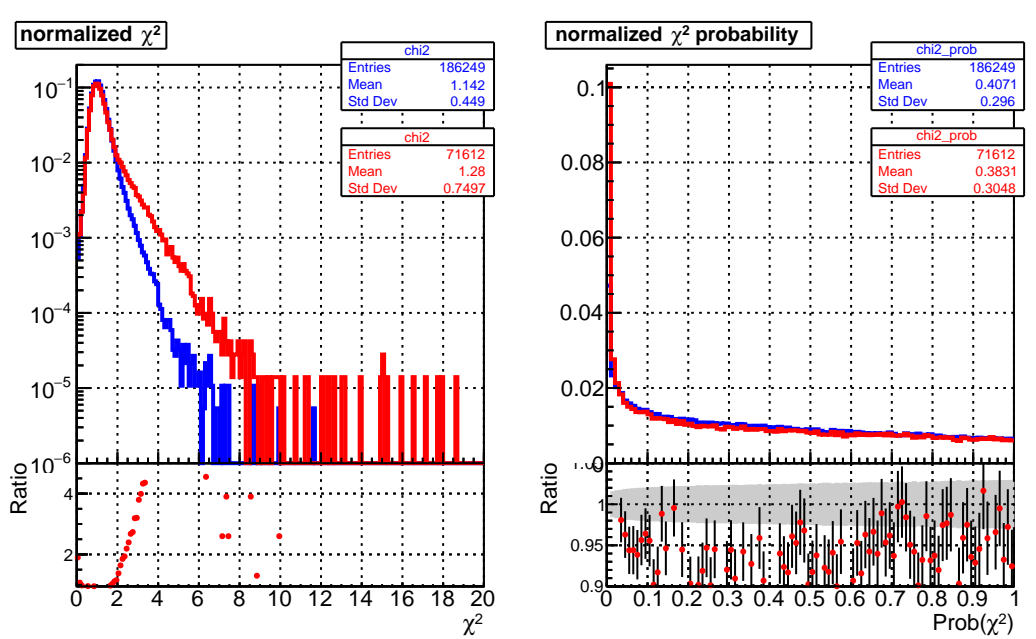 normalized χ² normalized χ² probability
chi2
Entries 186249
Mean 1.142
Std Dev 0.449
chi2
Entries 71612
Mean 1.28
Std Dev 0.7497
10⁻¹
10⁻²
10⁻³
10⁻⁴
10⁻⁵
10⁻⁶
Ratio
4
2
0 2 4 6 8 10 12 14 16 18 20
χ²
chi2_prob
Entries 186249
Mean 0.4071
Std Dev 0.296
chi2_prob
Entries 71612
Mean 0.3831
Std Dev 0.3048
0.1
0.08
0.06
0.04
0.02
0
Ratio
1
0.95
0.9
0 0.1 0.2 0.3 0.4 0.5 0.6 0.7 0.8 0.9 1
Prob(χ²)